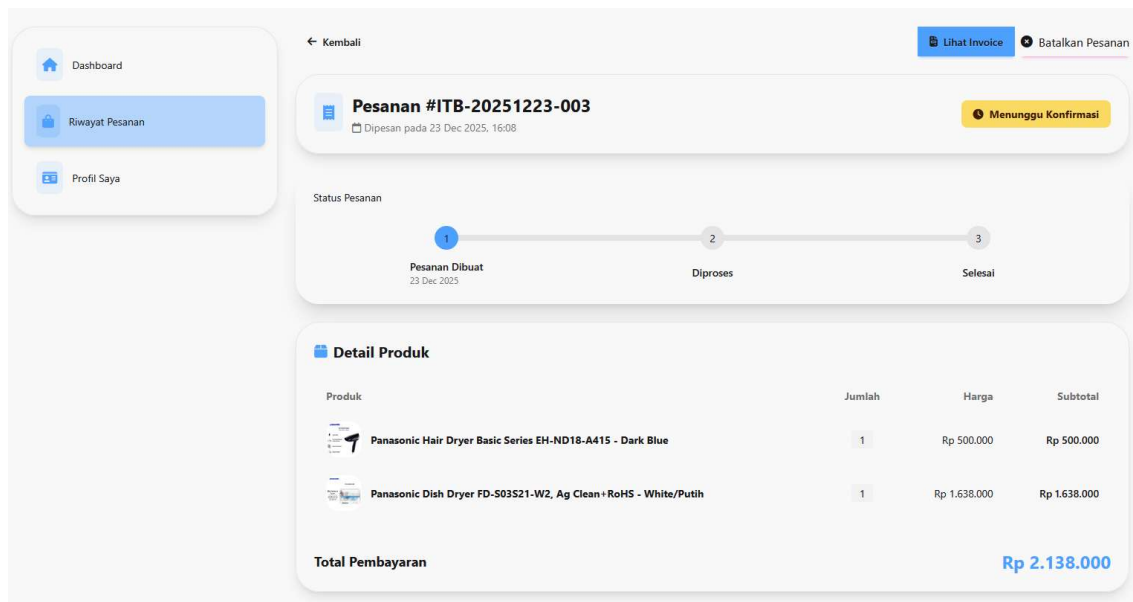 Dashboard
Riwayat Pesanan
Profil Saya
← Kembali
Lihat Invoice
Batalkan Pesanan
Pesanan #ITB-20251223-003
Dipesan pada 23 Dec 2025, 16:08
Menunggu Konfirmasi
Status Pesanan
1
2
3
Pesanan Dibuat
23 Dec 2025
Diproses
Selesai
Detail Produk
Produk Jumlah Harga Subtotal
Panasonic Hair Dryer Basic Series EH-ND18-A415 - Dark Blue 1 Rp 500.000 Rp 500.000
Panasonic Dish Dryer FD-S03S21-W2, Ag Clean+RoHS - White/Putih 1 Rp 1.638.000 Rp 1.638.000
Total Pembayaran Rp 2.138.000